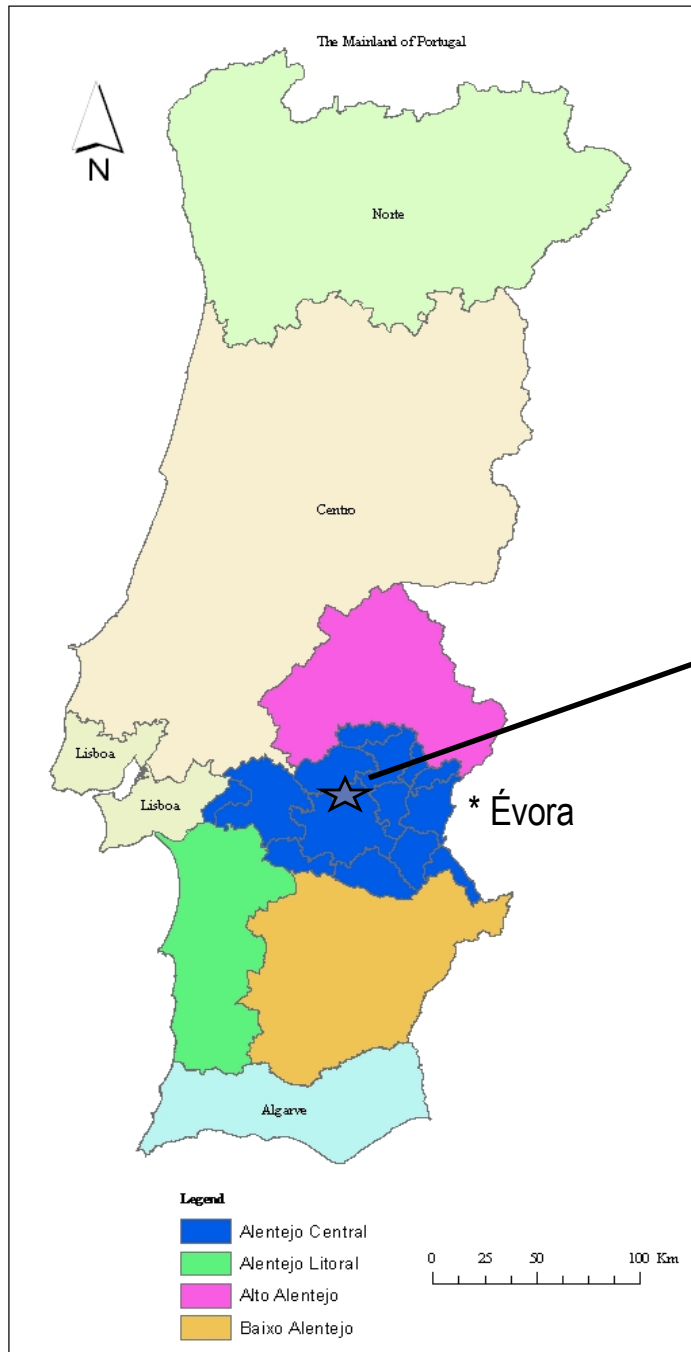 The Mainland of Portugal
N
Norte
Centro
Lisboa
Lisboa
* Évora
Algarve
Legend
Alentejo Central
Alentejo Litoral
Alto Alentejo
Baixo Alentejo
0 25 50 100 Km